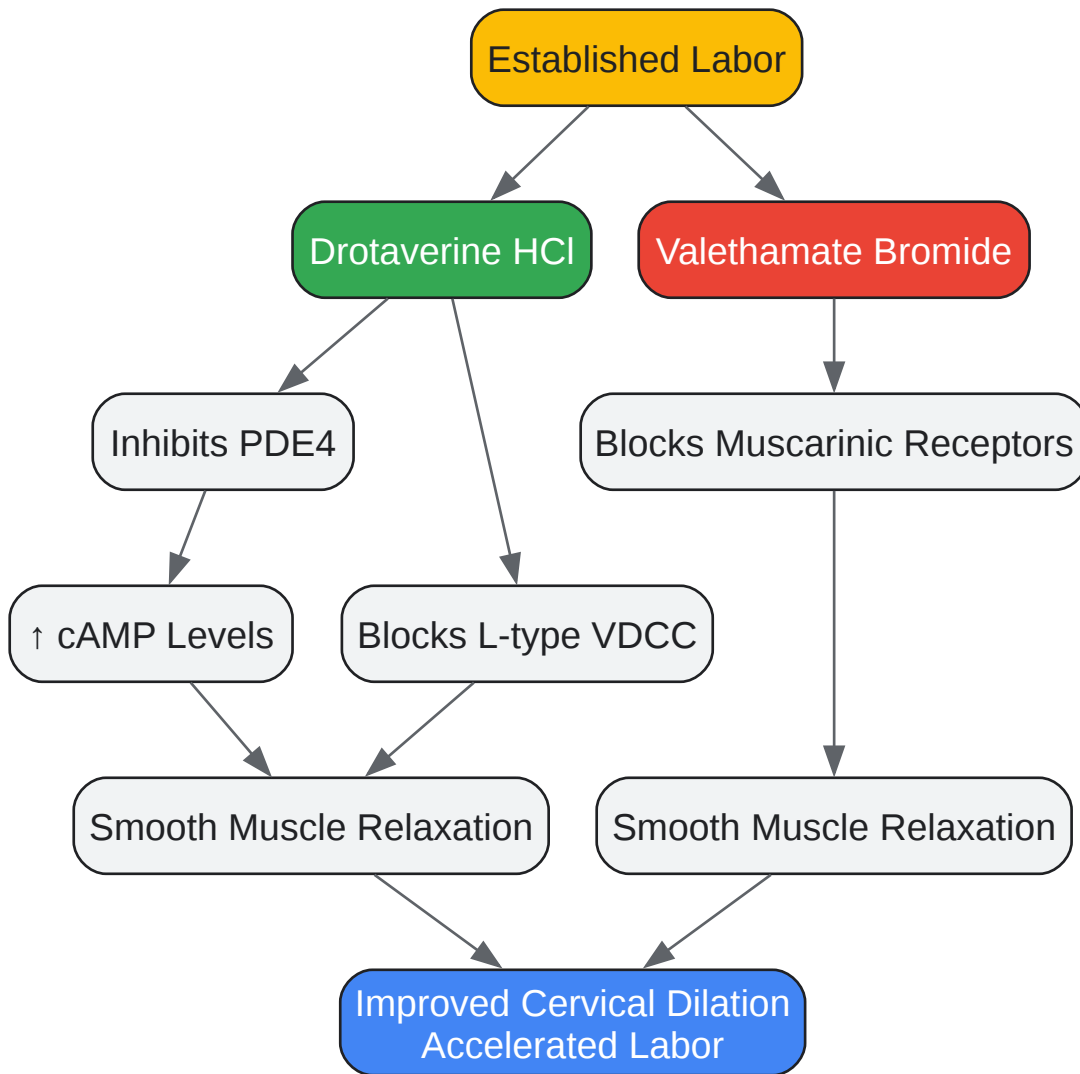 Established Labor
Drotaverine HCl
Valethamate Bromide
Inhibits PDE4
Blocks Muscarinic Receptors
↑ cAMP Levels
Blocks L-type VDCC
Smooth Muscle Relaxation
Smooth Muscle Relaxation
Improved Cervical Dilation
Accelerated Labor